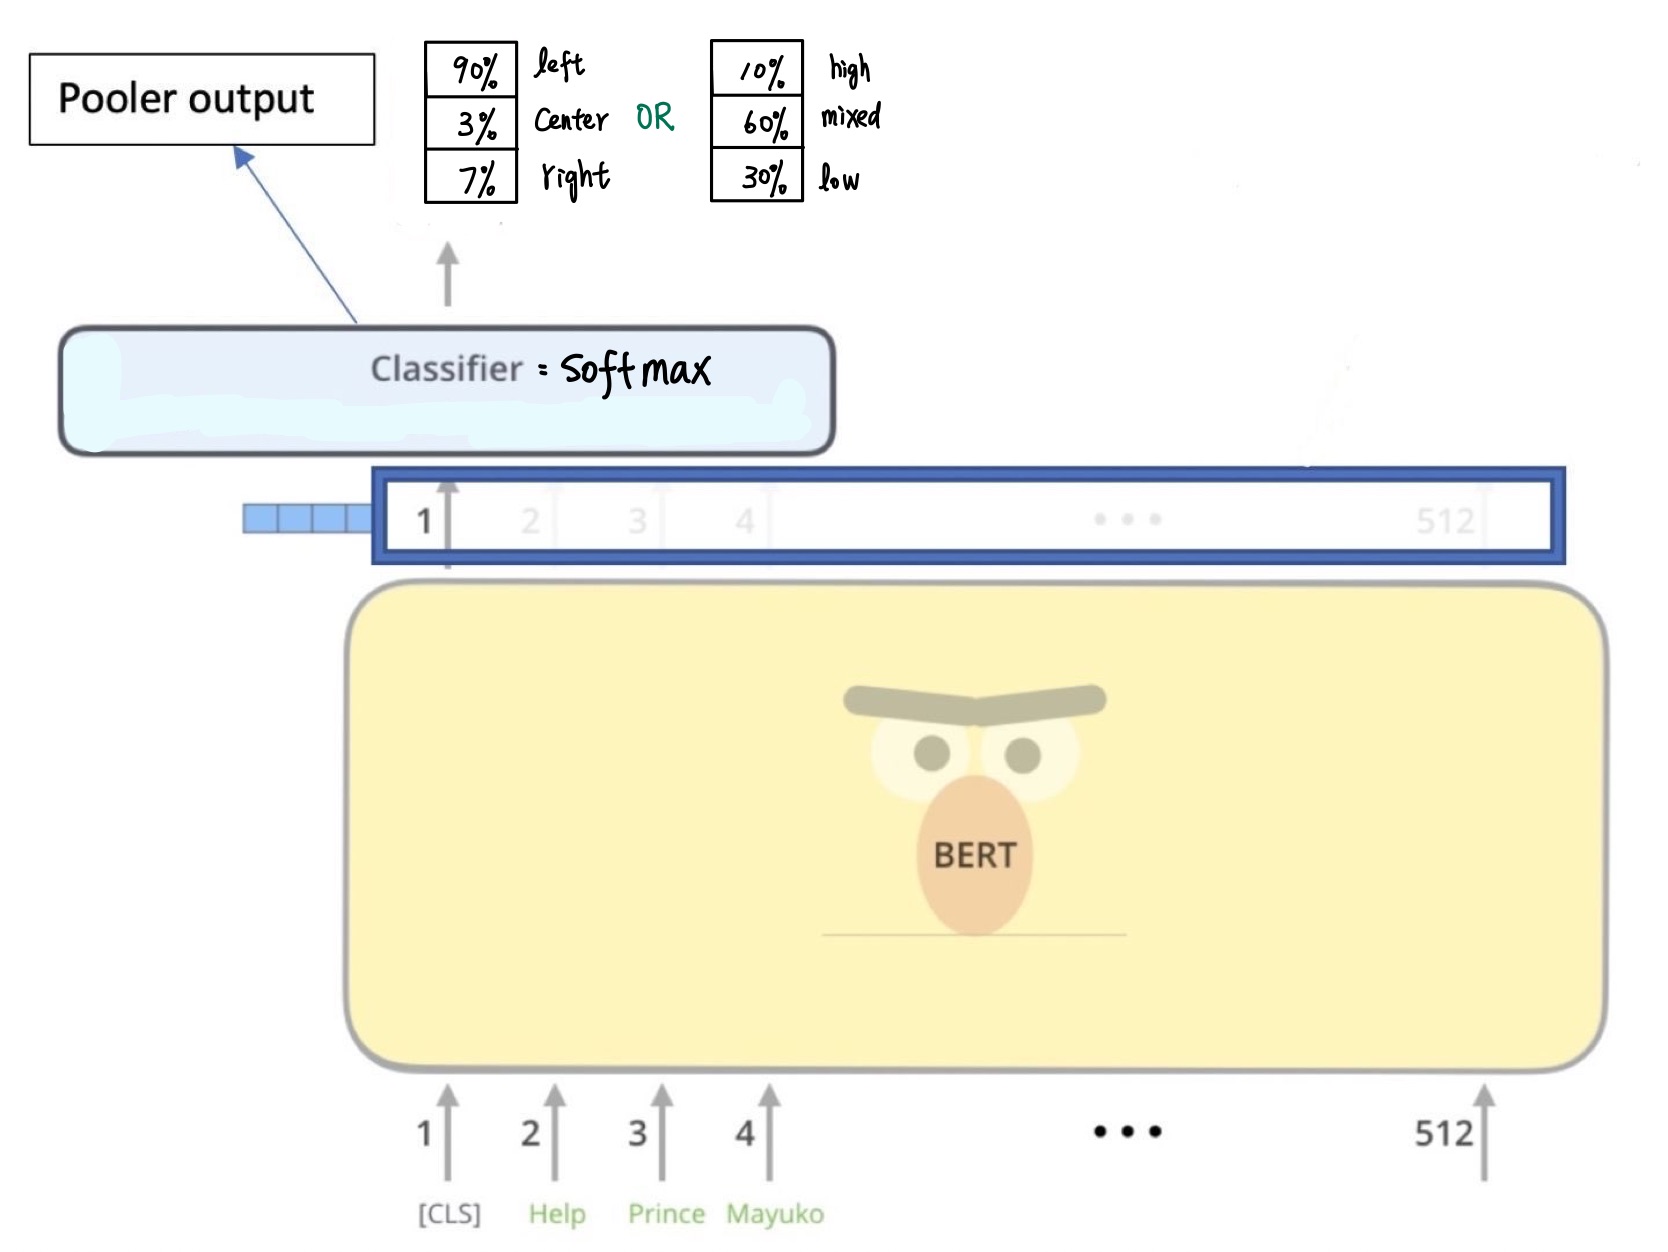 Pooler output
90% left
3% Center
7% right
OR
10% high
60% mixed
30% low
Classifier = Softmax
1 2 3 4 ••• 512
BERT
1 2 3 4 ••• 512
[CLS] Help Prince Mayuko